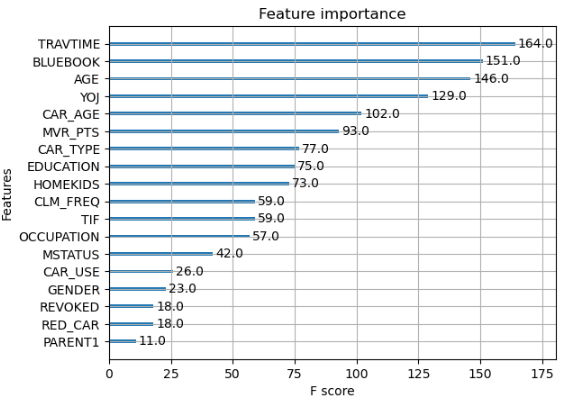 Feature importance
TRAVTIME 164.0
BLUEBOOK 151.0
AGE 146.0
YOJ 129.0
CAR_AGE 102.0
MVR_PTS 93.0
CAR_TYPE 77.0
EDUCATION 75.0
HOMEKIDS 73.0
CLM_FREQ 59.0
TIF 59.0
OCCUPATION 57.0
MSTATUS 42.0
CAR_USE 26.0
GENDER 23.0
REVOKED 18.0
RED_CAR 18.0
PARENT1 11.0
Features
0 25 50 75 100 125 150 175
F score